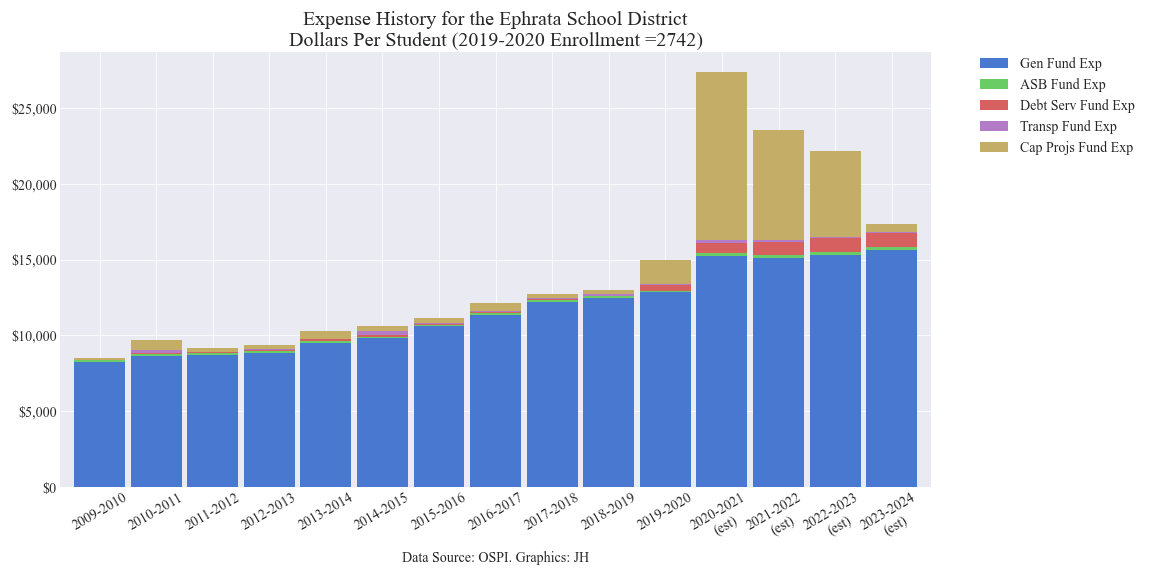 Expense History for the Ephrata School District
Dollars Per Student (2019-2020 Enrollment =2742)
Gen Fund Exp
ASB Fund Exp
Debt Serv Fund Exp
Transp Fund Exp
Cap Projs Fund Exp
$25,000
$20,000
$15,000
$10,000
$5,000
$0
2009-2010
2010-2011
2011-2012
2012-2013
2013-2014
2014-2015
2015-2016
2016-2017
2017-2018
2018-2019
2019-2020
2020-2021
(est)
2021-2022
(est)
2022-2023
(est)
2023-2024
(est)
Data Source: OSPI. Graphics: JH